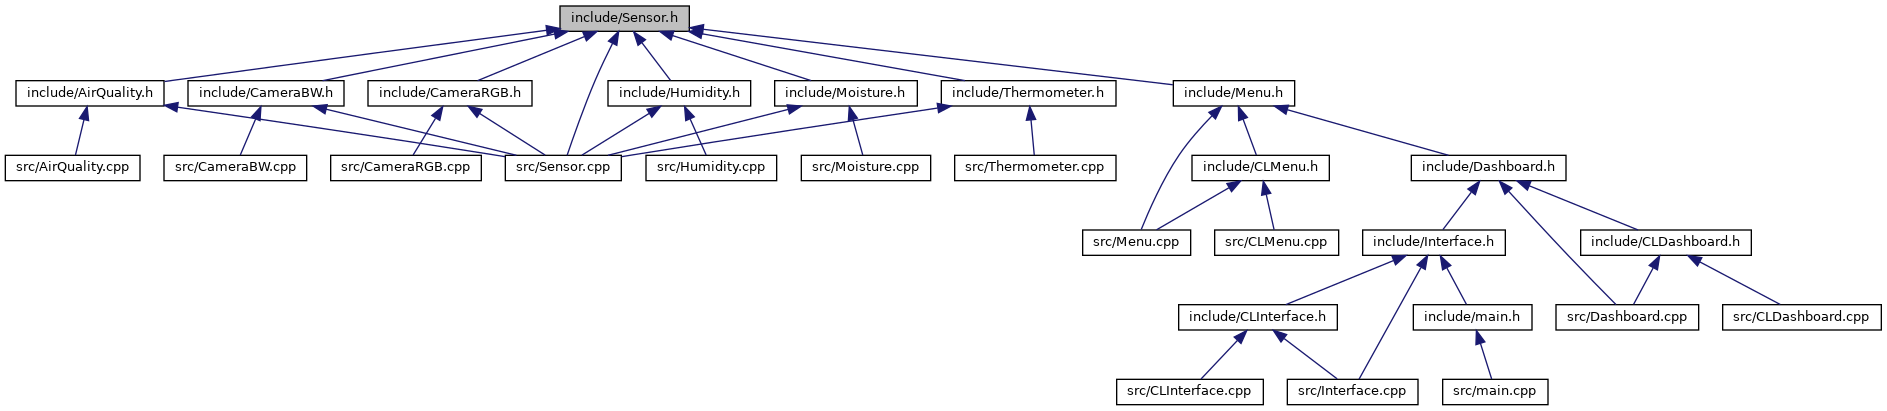 include/Sensor.h
include/AirQuality.h
include/CameraBW.h
include/CameraRGB.h
include/Humidity.h
include/Moisture.h
include/Thermometer.h
include/Menu.h
src/AirQuality.cpp
src/CameraBW.cpp
src/CameraRGB.cpp
src/Sensor.cpp
src/Humidity.cpp
src/Moisture.cpp
src/Thermometer.cpp
include/CLMenu.h
include/Dashboard.h
src/Menu.cpp
src/CLMenu.cpp
include/Interface.h
include/CLDashboard.h
include/CLInterface.h
include/main.h
src/Dashboard.cpp
src/CLDashboard.cpp
src/CLInterface.cpp
src/Interface.cpp
src/main.cpp